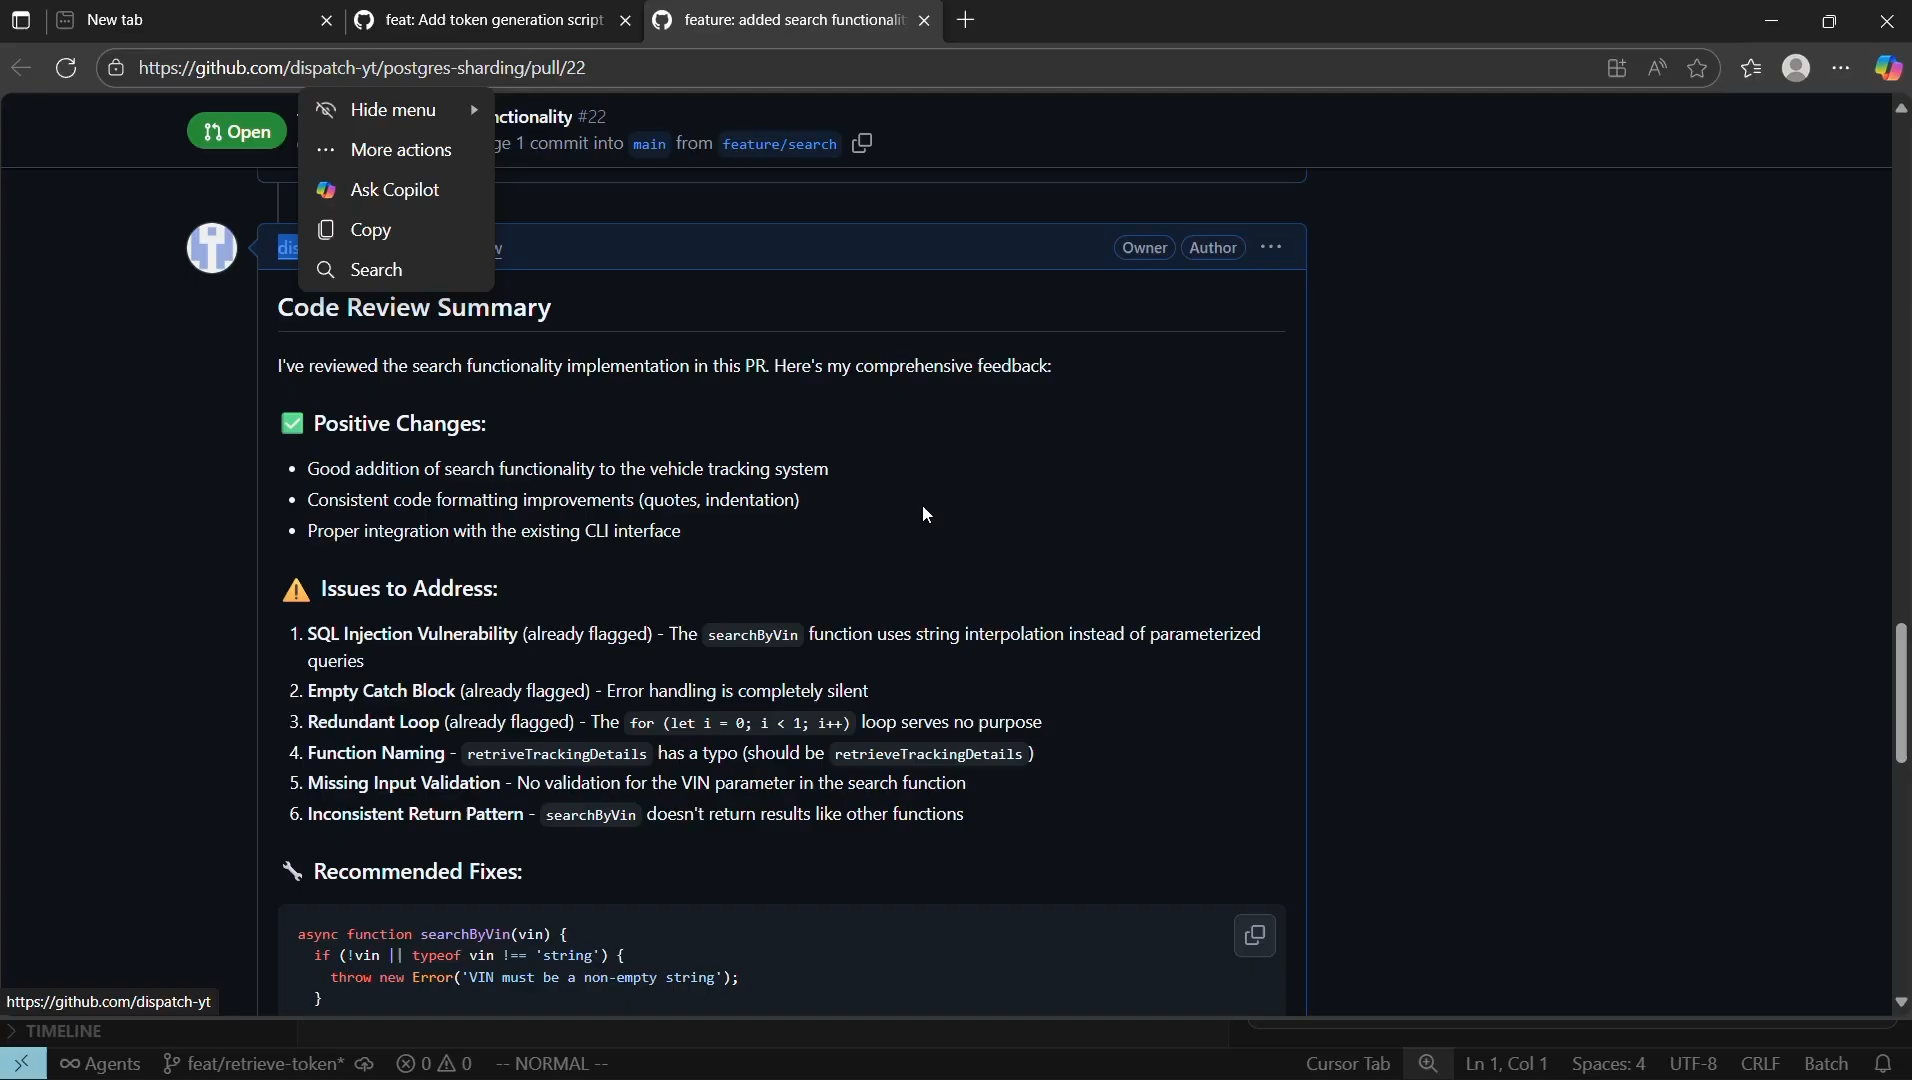 New tab
feat: Add token generation script
feature: added search functionalit
https://github.com/dispatch-yt/postgres-sharding/pull/22
Open
ctionality #22
ge 1 commit into main from feature/search
Hide menu
More actions
Ask Copilot
Copy
Search
dis
Owner
Author
Code Review Summary
I've reviewed the search functionality implementation in this PR. Here's my comprehensive feedback:
✅ Positive Changes:
• Good addition of search functionality to the vehicle tracking system
• Consistent code formatting improvements (quotes, indentation)
• Proper integration with the existing CLI interface
⚠️ Issues to Address:
1. SQL Injection Vulnerability (already flagged) - The searchByVin function uses string interpolation instead of parameterized
queries
2. Empty Catch Block (already flagged) - Error handling is completely silent
3. Redundant Loop (already flagged) - The for (let i = 0; i < 1; i++) loop serves no purpose
4. Function Naming - retriveTrackingDetails has a typo (should be retrieveTrackingDetails )
5. Missing Input Validation - No validation for the VIN parameter in the search function
6. Inconsistent Return Pattern - searchByVin doesn't return results like other functions
🔧 Recommended Fixes:
async function searchByVin(vin) {
if (!vin || typeof vin !== 'string') {
throw new Error('VIN must be a non-empty string');
}
https://github.com/dispatch-yt
TIMELINE
Agents
feat/retrieve-token*
0
0
-- NORMAL --
Cursor Tab
Ln 1, Col 1
Spaces: 4
UTF-8
CRLF
Batch